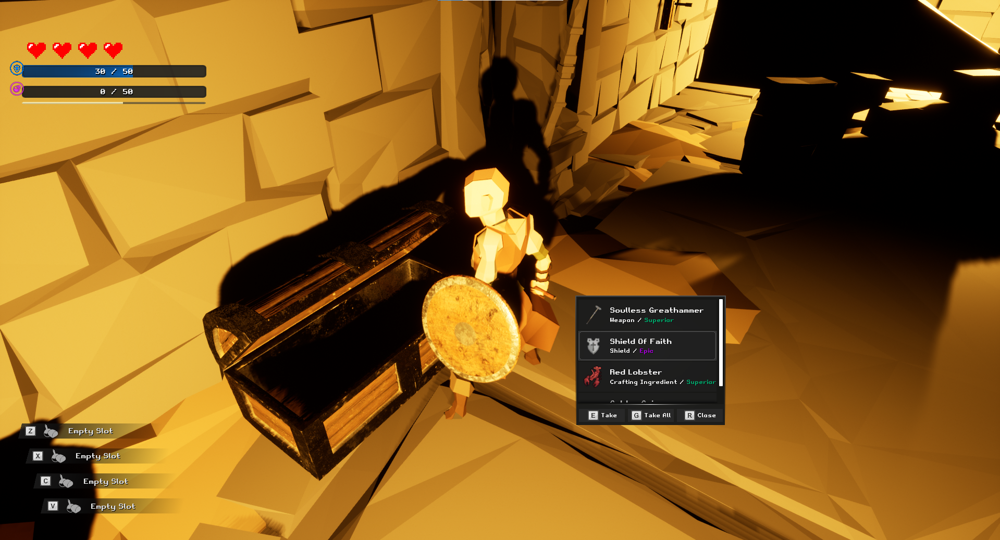 30 / 50
0 / 50
Soulless Greathammer
Weapon / Superior
Shield Of Faith
Shield / Epic
Red Lobster
Crafting Ingredient / Superior
E Take G Take All R Close
Z Empty Slot
X Empty Slot
C Empty Slot
V Empty Slot